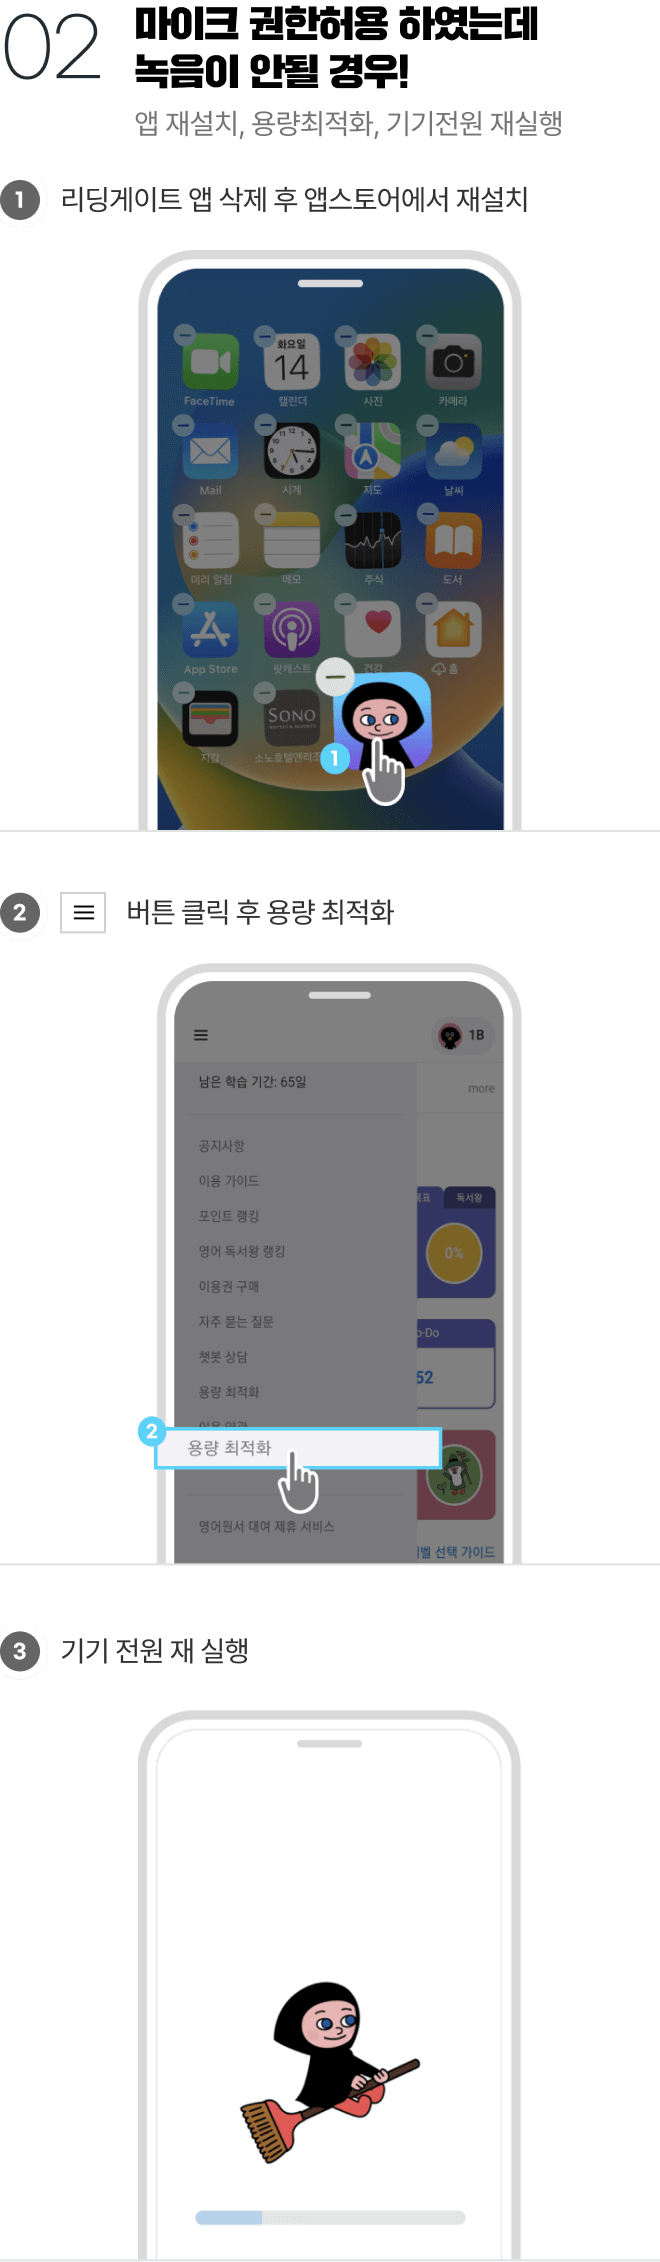 02
마이크 권한허용 하였는데
녹음이 안될 경우!
앱 재설치, 용량최적화, 기기전원 재실행
1 리딩게이트 앱 삭제 후 앱스토어에서 재설치
화요일
14
FaceTime 캘린더 사진 카메라
12
Mail 시계 지도 날씨
미리 알림 메모 주식 도서
App Store 팟캐스트 건강 홈
SONO
HOTELS & RESORTS
지갑 소노호텔앤리조
1
2 버튼 클릭 후 용량 최적화
1B
남은 학습 기간: 65일
more
공지사항
이용 가이드
포인트 랭킹
목표 독서왕
영어 독서왕 랭킹
0%
이용권 구매
자주 묻는 질문
o-Do
챗봇 상담
52
용량 최적화
이용 약관
2
용량 최적화
영어원서 대여 제휴 서비스
벨 선택 가이드
3 기기 전원 재 실행